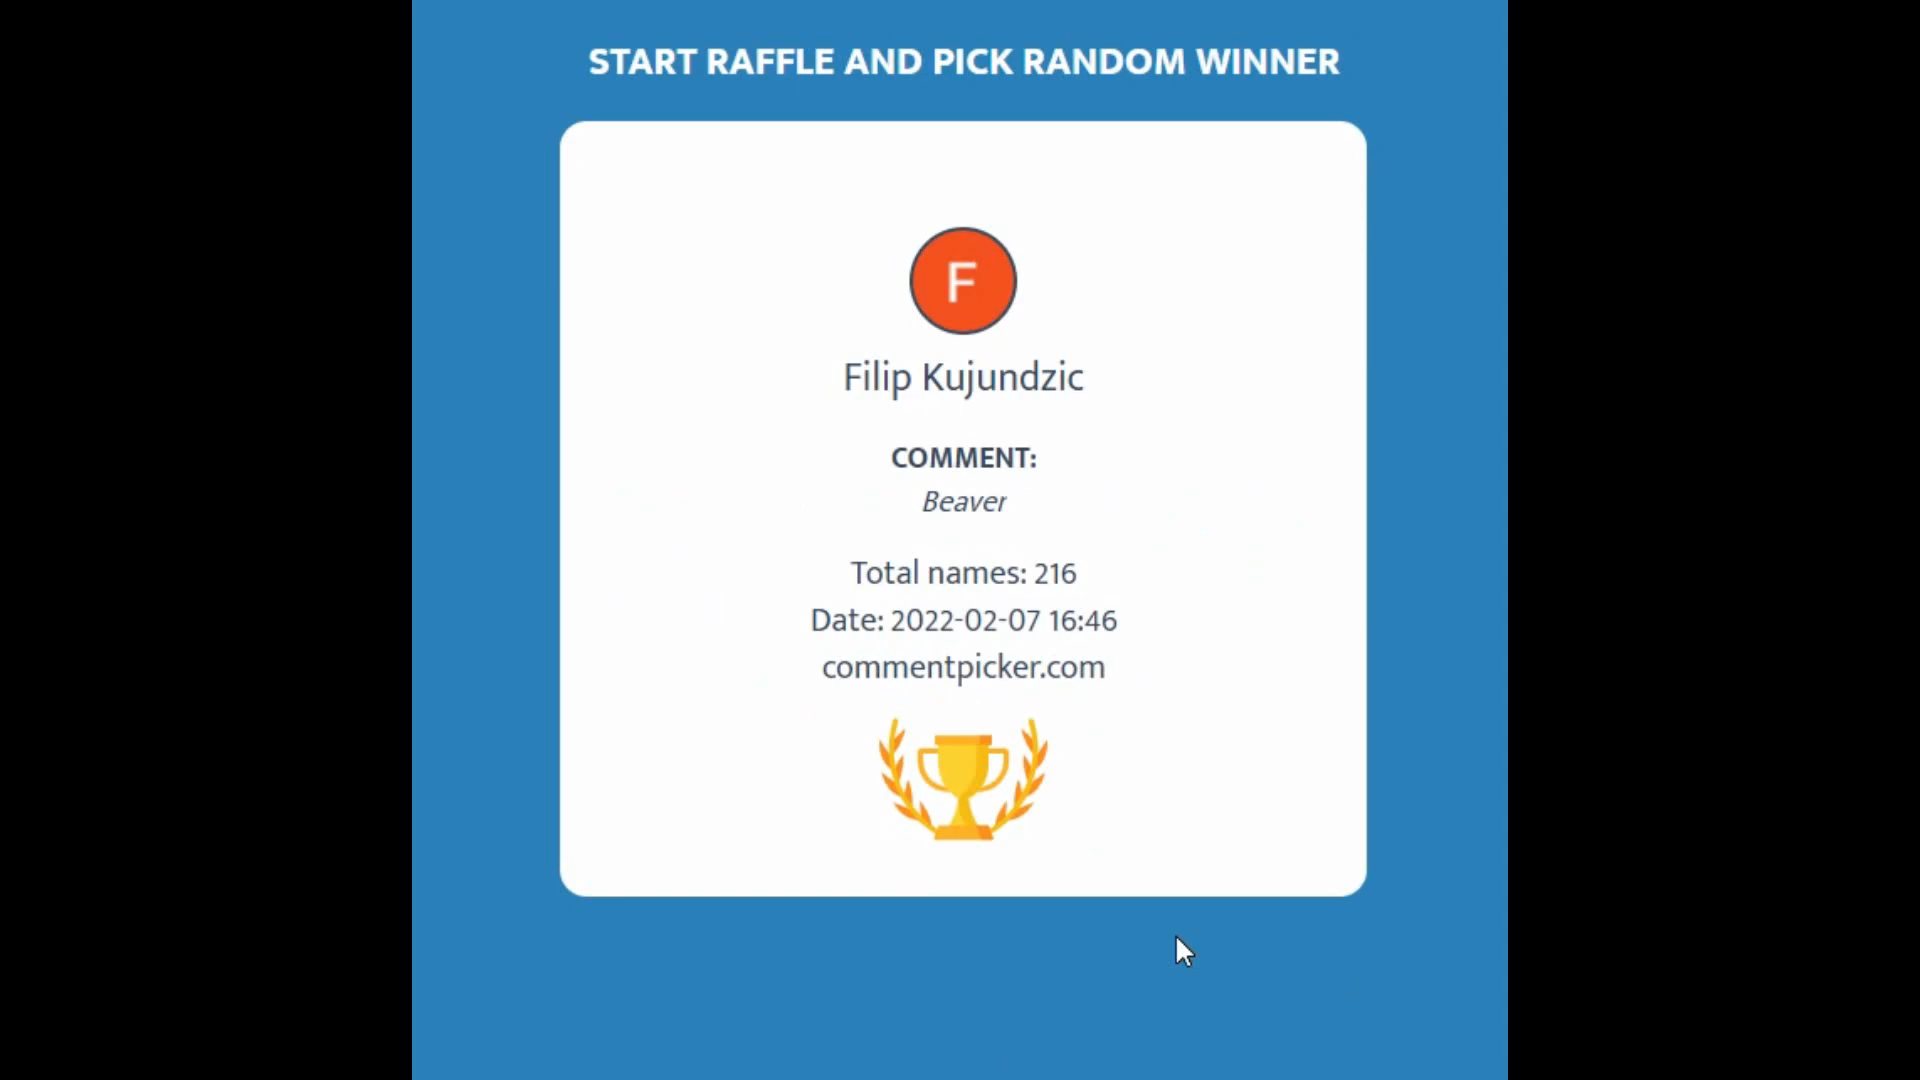 START RAFFLE AND PICK RANDOM WINNER
F
Filip Kujundzic
COMMENT:
Beaver
Total names: 216
Date: 2022-02-07 16:46
commentpicker.com